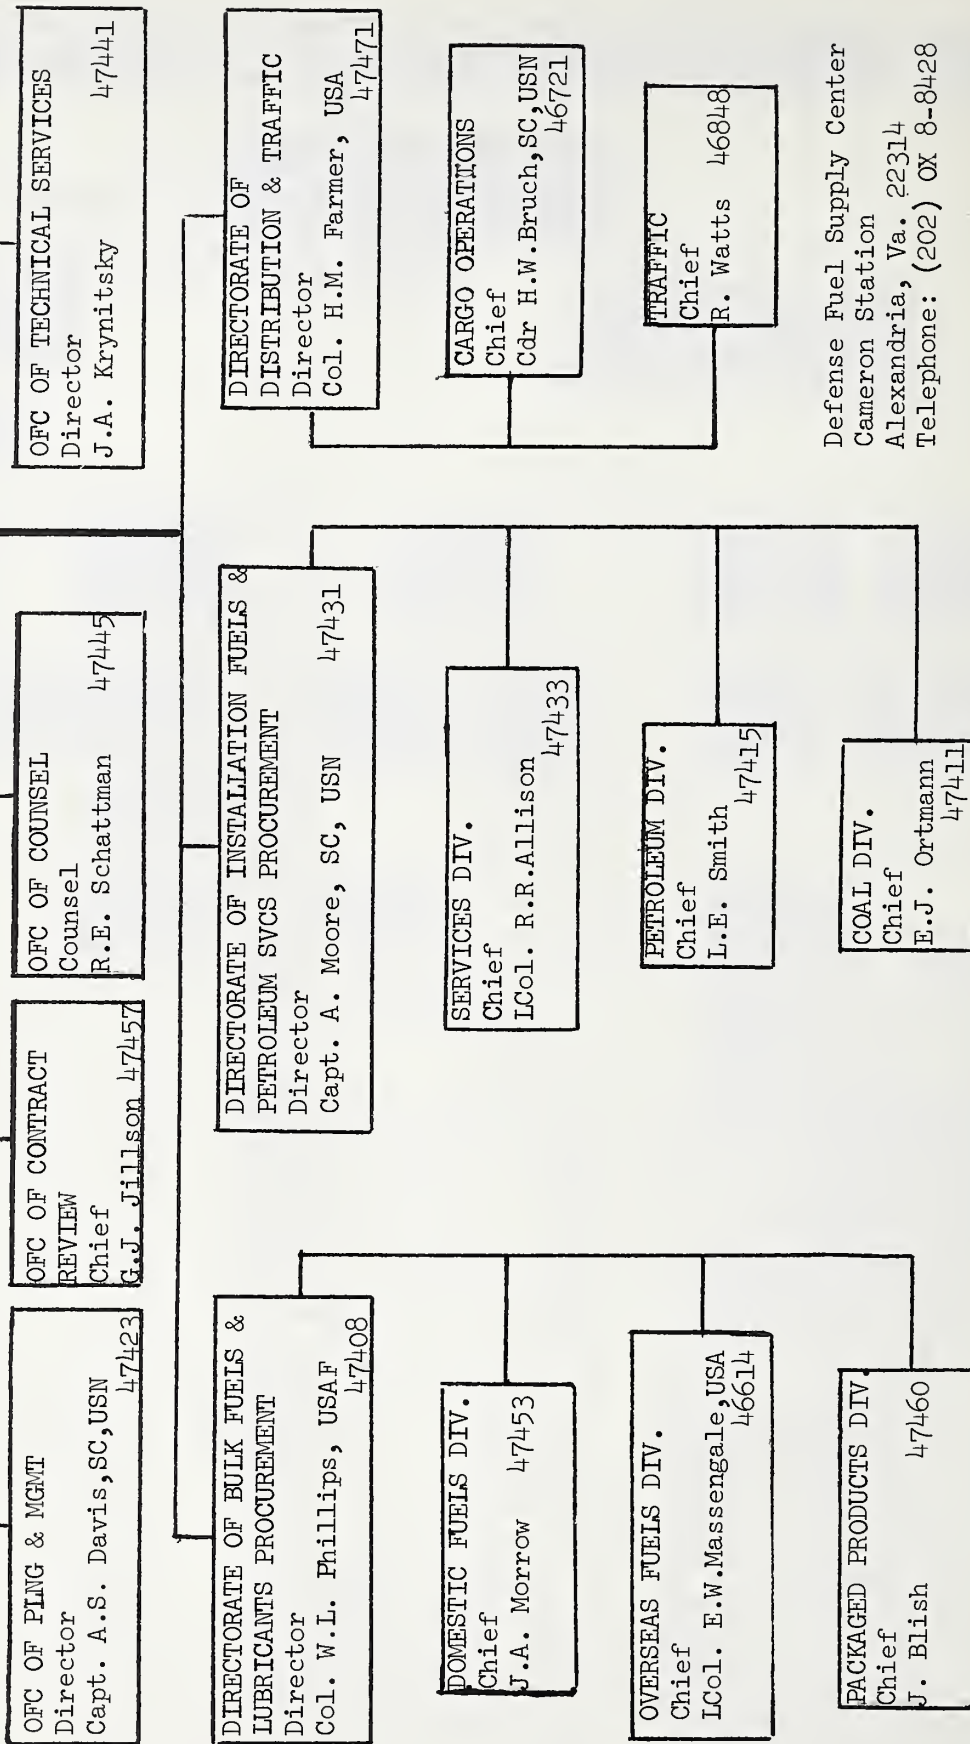 OFC OF PLNG & MGMT
Director
Capt. A.S. Davis,SC,USN
47423
OFC OF CONTRACT
REVIEW
Chief
G.J. Jillson 47457
OFC OF COUNSEL
Counsel
R.E. Schattman 47445
OFC OF TECHNICAL SERVICES
Director
J.A. Krynitsky 47441
DIRECTORATE OF BULK FUELS &
LUBRICANTS PROCUREMENT
Director
Col. W.L. Phillips, USAF
47408
DOMESTIC FUELS DIV.
Chief
J.A. Morrow 47453
OVERSEAS FUELS DIV.
Chief
LCol. E.W.Massengale,USA
46614
PACKAGED PRODUCTS DIV.
Chief
J. Blish 47460
DIRECTORATE OF INSTALLATION FUELS &
PETROLEUM SVCS PROCUREMENT
Director
Capt. A. Moore, SC, USN 47431
SERVICES DIV.
Chief
LCol. R.R.Allison
47433
PETROLEUM DIV.
Chief
L.E. Smith
47415
COAL DIV.
Chief
E.J. Ortmann
47411
DIRECTORATE OF
DISTRIBUTION & TRAFFIC
Director
Col. H.M. Farmer, USA
47471
CARGO OPERATIONS
Chief
Cdr H.W.Bruch,SC,USN
46721
TRAFFIC
Chief
R. Watts 46848
Defense Fuel Supply Center
Cameron Station
Alexandria, Va. 22314
Telephone: (202) OX 8-8428